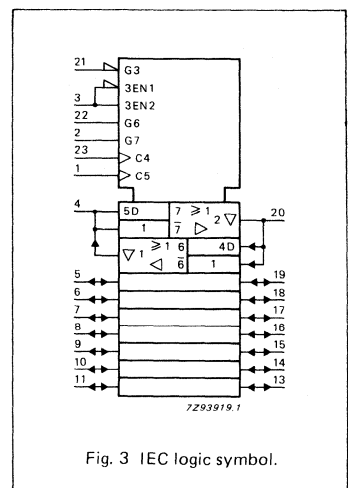 21 G3
3EN1
3 3EN2
22 G6
2 G7
23 C4
1 C5
4 5D 7 ⩾ 1 2 20
1 7̅
1 ⩾ 1 6 4D
6̅ 1
5 19
6 18
7 17
8 16
9 15
10 14
11 13
7Z93919.1
Fig. 3 IEC logic symbol.